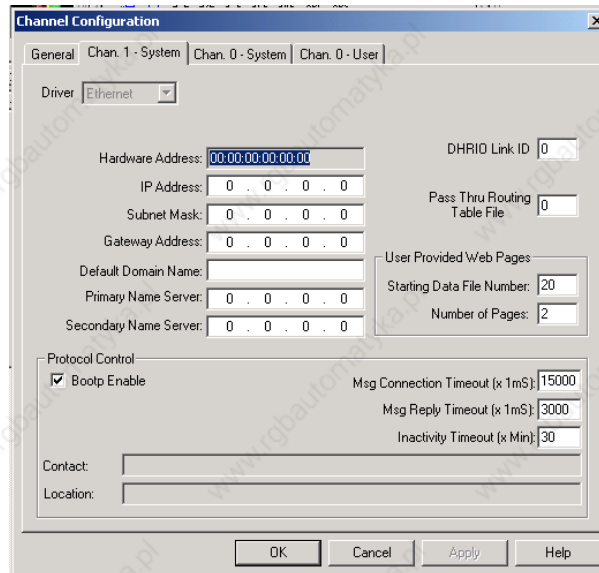 Channel Configuration
General Chan. 1 - System Chan. 0 - System Chan. 0 - User
Driver Ethernet
Hardware Address: 00:00:00:00:00:00
IP Address: 0 . 0 . 0 . 0
Subnet Mask: 0 . 0 . 0 . 0
Gateway Address: 0 . 0 . 0 . 0
Default Domain Name:
Primary Name Server: 0 . 0 . 0 . 0
Secondary Name Server: 0 . 0 . 0 . 0
DHRIO Link ID 0
Pass Thru Routing
Table File 0
User Provided Web Pages
Starting Data File Number: 20
Number of Pages: 2
Protocol Control
Bootp Enable
Msg Connection Timeout (x 1mS): 15000
Msg Reply Timeout (x 1mS): 3000
Inactivity Timeout (x Min): 30
Contact:
Location:
OK Cancel Apply Help
www.rgbautomatyka.pl